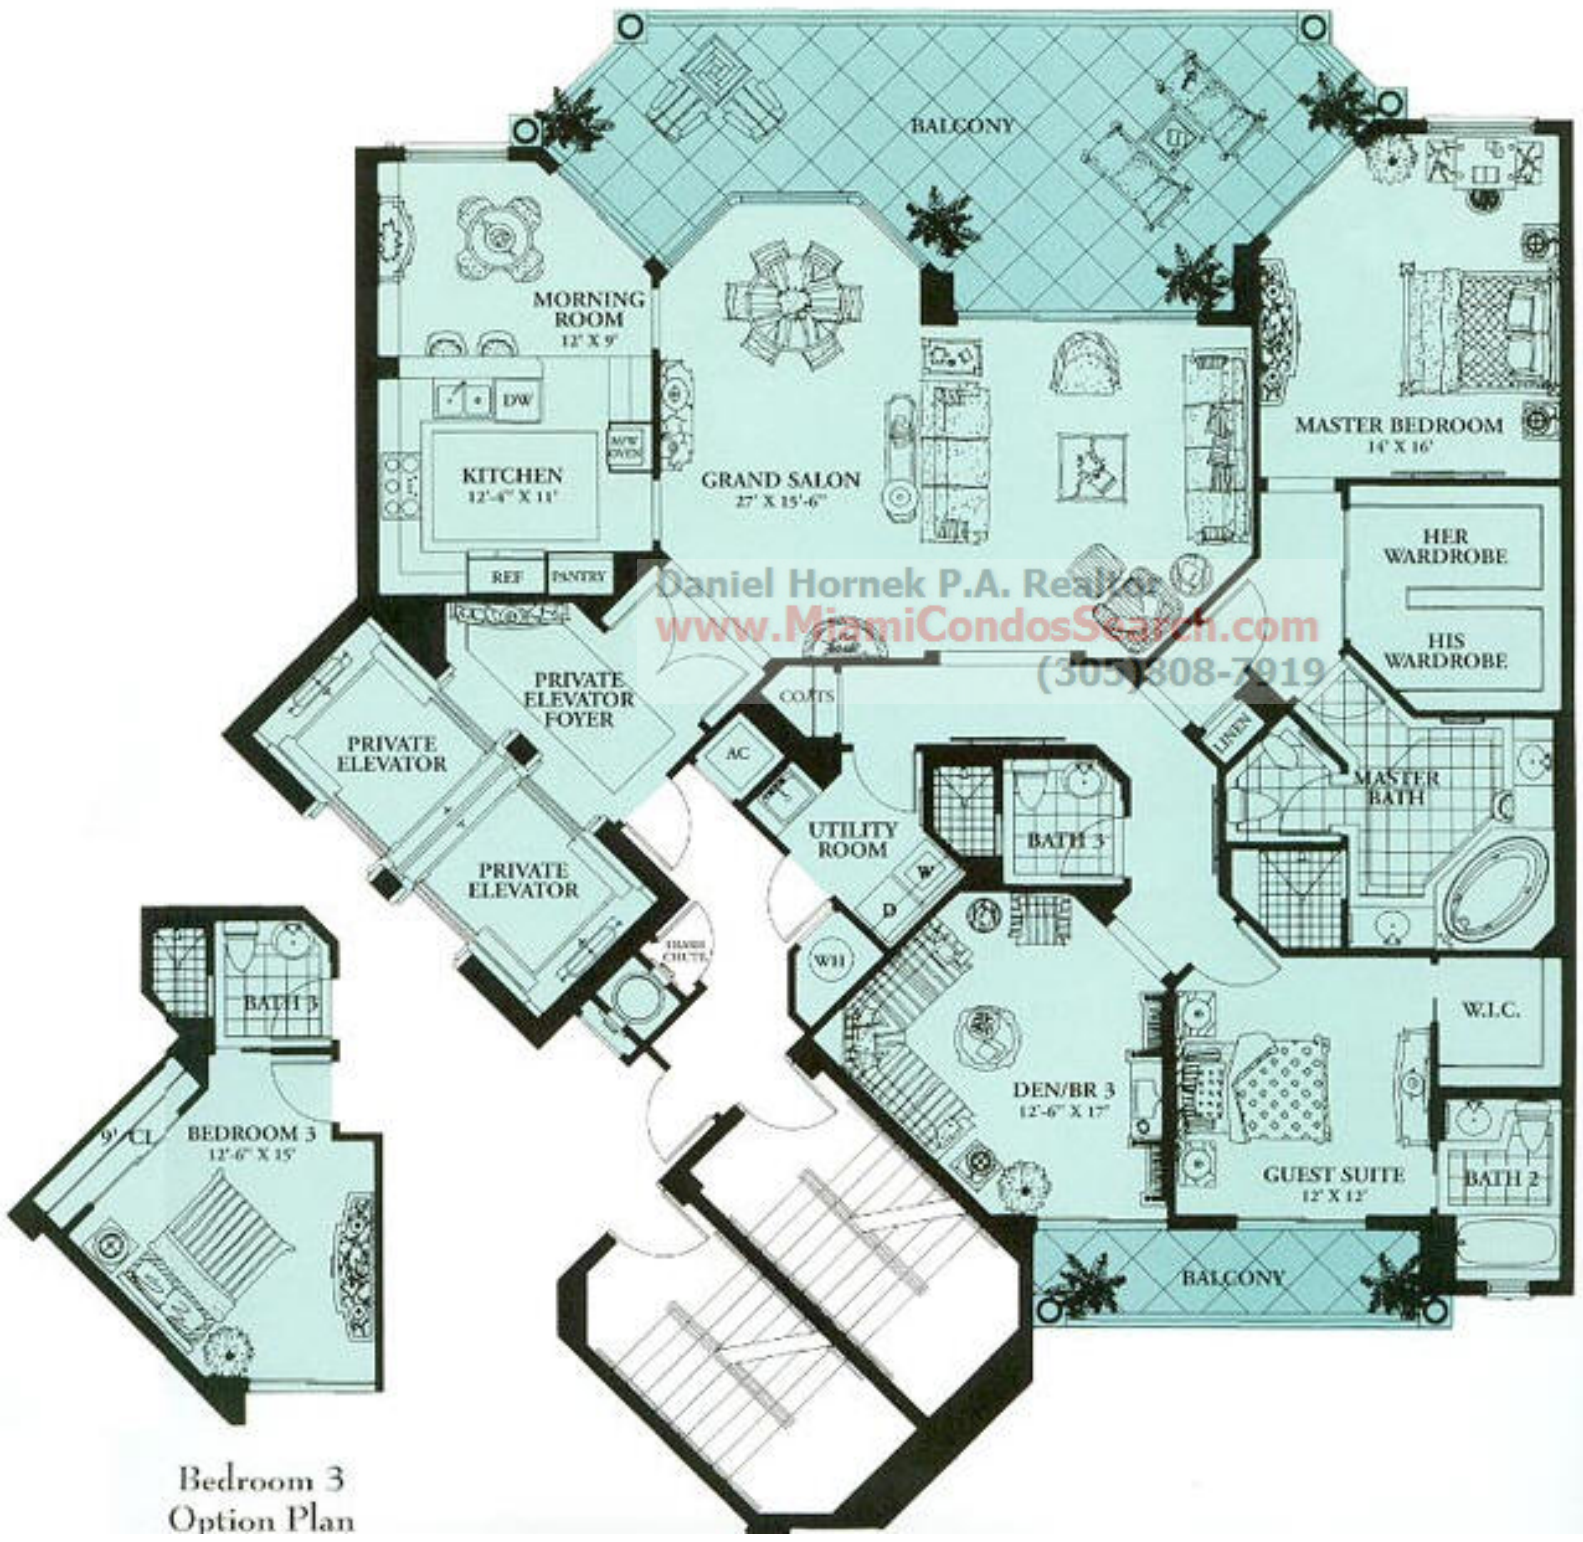 BALCONY
MORNING
ROOM
12' X 9'
DW
MASTER BEDROOM
14' X 16'
KITCHEN
12'-4" X 11'
M/W
OVEN
GRAND SALON
27' X 15'-6"
HER
WARDROBE
REF
PANTRY
Daniel Hornek P.A. Realtor
www.MiamiCondosSearch.com
(305)808-7919
HIS
WARDROBE
PRIVATE
ELEVATOR
FOYER
COATS
LINEN
PRIVATE
ELEVATOR
AC
MASTER
BATH
UTILITY
ROOM
BATH 3
W
D
PRIVATE
ELEVATOR
TRASH
CHUTE
WH
W.I.C.
BATH 3
DEN/BR 3
12'-6" X 17'
9' CL
BEDROOM 3
12'-6" X 15'
GUEST SUITE
12' X 12'
BATH 2
BALCONY
Bedroom 3
Option Plan